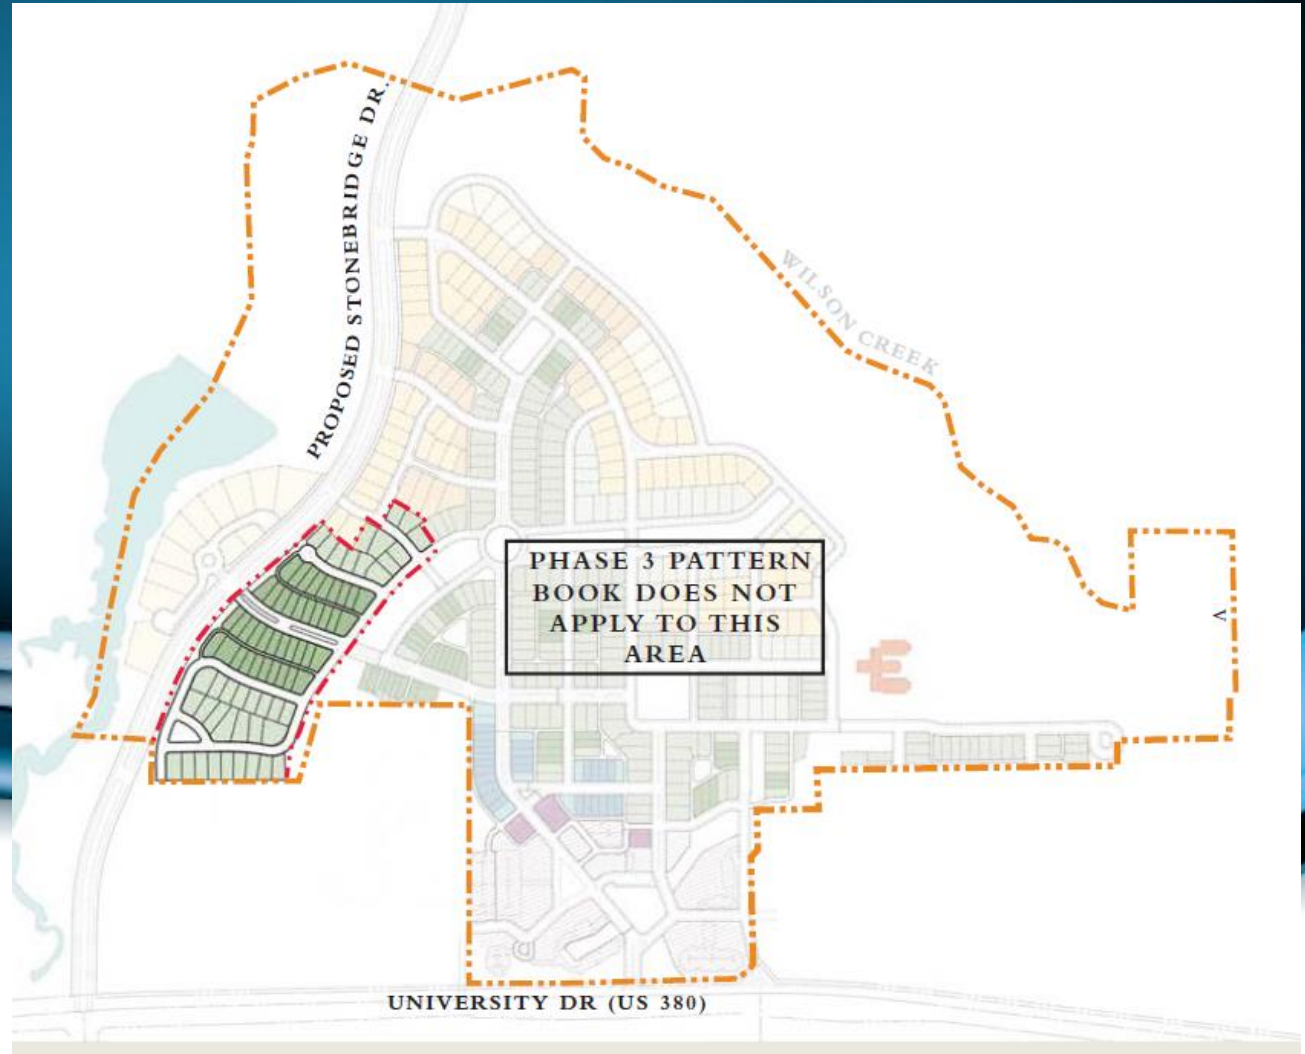 PROPOSED STONEBRIDGE DR.
WILSON CREEK
PHASE 3 PATTERN
BOOK DOES NOT
APPLY TO THIS
AREA
V
UNIVERSITY DR (US 380)